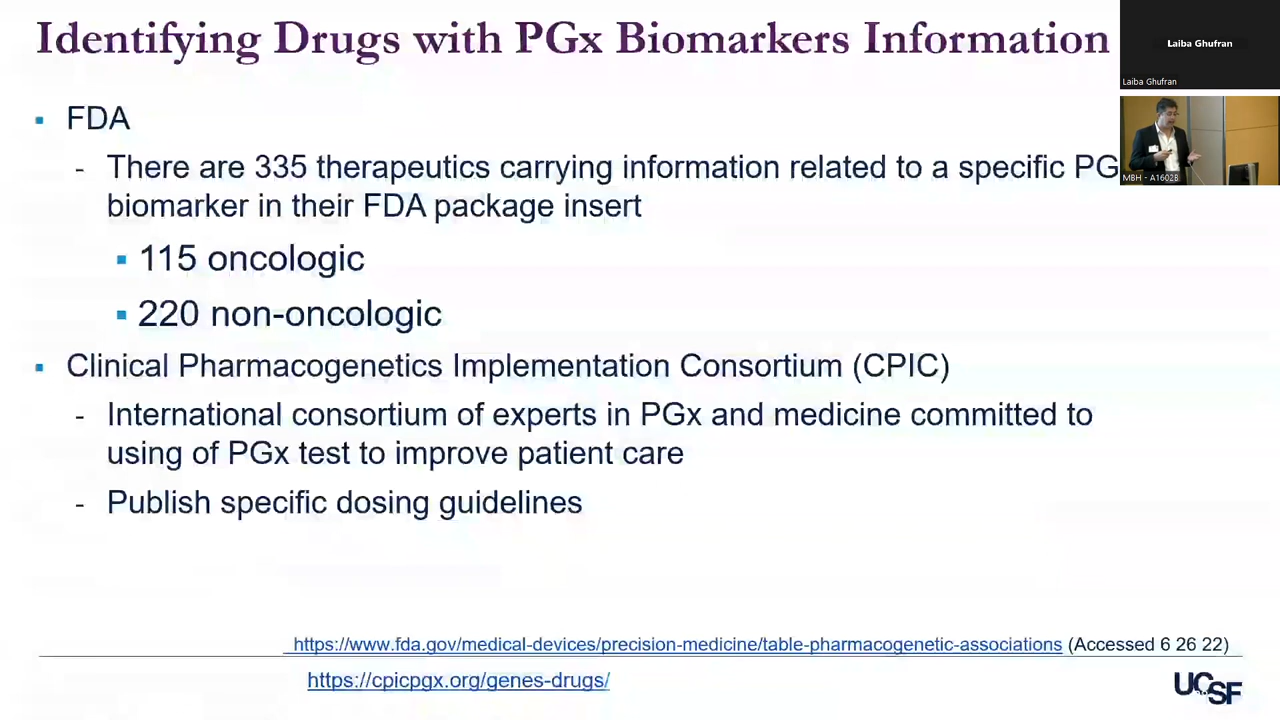 Identifying Drugs with PGx Biomarkers Information
Laiba Ghufran
Laiba Ghufran
▪ FDA
- There are 335 therapeutics carrying information related to a specific PG
MBH - A1602B
biomarker in their FDA package insert
▪ 115 oncologic
▪ 220 non-oncologic
▪ Clinical Pharmacogenetics Implementation Consortium (CPIC)
- International consortium of experts in PGx and medicine committed to
using of PGx test to improve patient care
- Publish specific dosing guidelines
https://www.fda.gov/medical-devices/precision-medicine/table-pharmacogenetic-associations (Accessed 6 26 22)
https://cpicpgx.org/genes-drugs/
UCSF